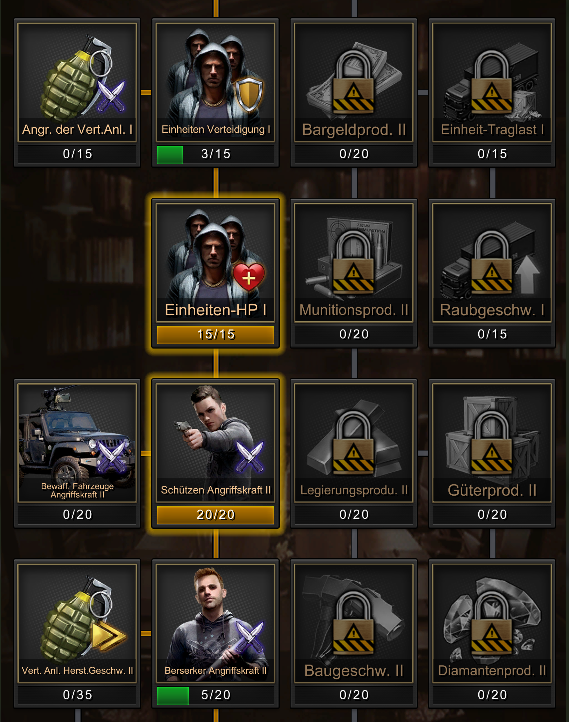 Angr. der Vert.Anl. I
0/15
Einheiten Verteidigung I
3/15
Bargeldprod. II
0/20
Einheit-Traglast I
0/15
Einheiten-HP I
15/15
Munitionsprod. II
0/20
Raubgeschw. I
0/15
Bewaff. Fahrzeuge
Angriffskraft II
0/20
Schützen Angriffskraft II
20/20
Legierungsprodu. II
0/20
Güterprod. II
0/20
Vert. Anl. Herst.Geschw. II
0/35
Berserker Angriffskraft II
5/20
Baugeschw. II
0/20
Diamantenprod. II
0/20